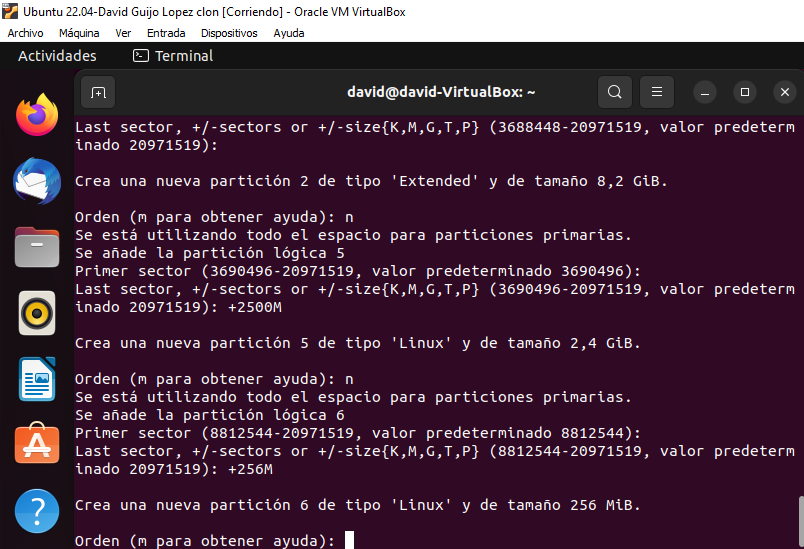 Ubuntu 22.04-David Guijo Lopez clon [Corriendo] - Oracle VM VirtualBox
Archivo Máquina Ver Entrada Dispositivos Ayuda
Actividades Terminal
david@david-VirtualBox: ~
Last sector, +/-sectors or +/-size{K,M,G,T,P} (3688448-20971519, valor predeterm
inado 20971519):
Crea una nueva partición 2 de tipo 'Extended' y de tamaño 8,2 GiB.
Orden (m para obtener ayuda): n
Se está utilizando todo el espacio para particiones primarias.
Se añade la partición lógica 5
Primer sector (3690496-20971519, valor predeterminado 3690496):
Last sector, +/-sectors or +/-size{K,M,G,T,P} (3690496-20971519, valor predeterm
inado 20971519): +2500M
Crea una nueva partición 5 de tipo 'Linux' y de tamaño 2,4 GiB.
Orden (m para obtener ayuda): n
Se está utilizando todo el espacio para particiones primarias.
Se añade la partición lógica 6
Primer sector (8812544-20971519, valor predeterminado 8812544):
Last sector, +/-sectors or +/-size{K,M,G,T,P} (8812544-20971519, valor predeterm
inado 20971519): +256M
Crea una nueva partición 6 de tipo 'Linux' y de tamaño 256 MiB.
Orden (m para obtener ayuda):